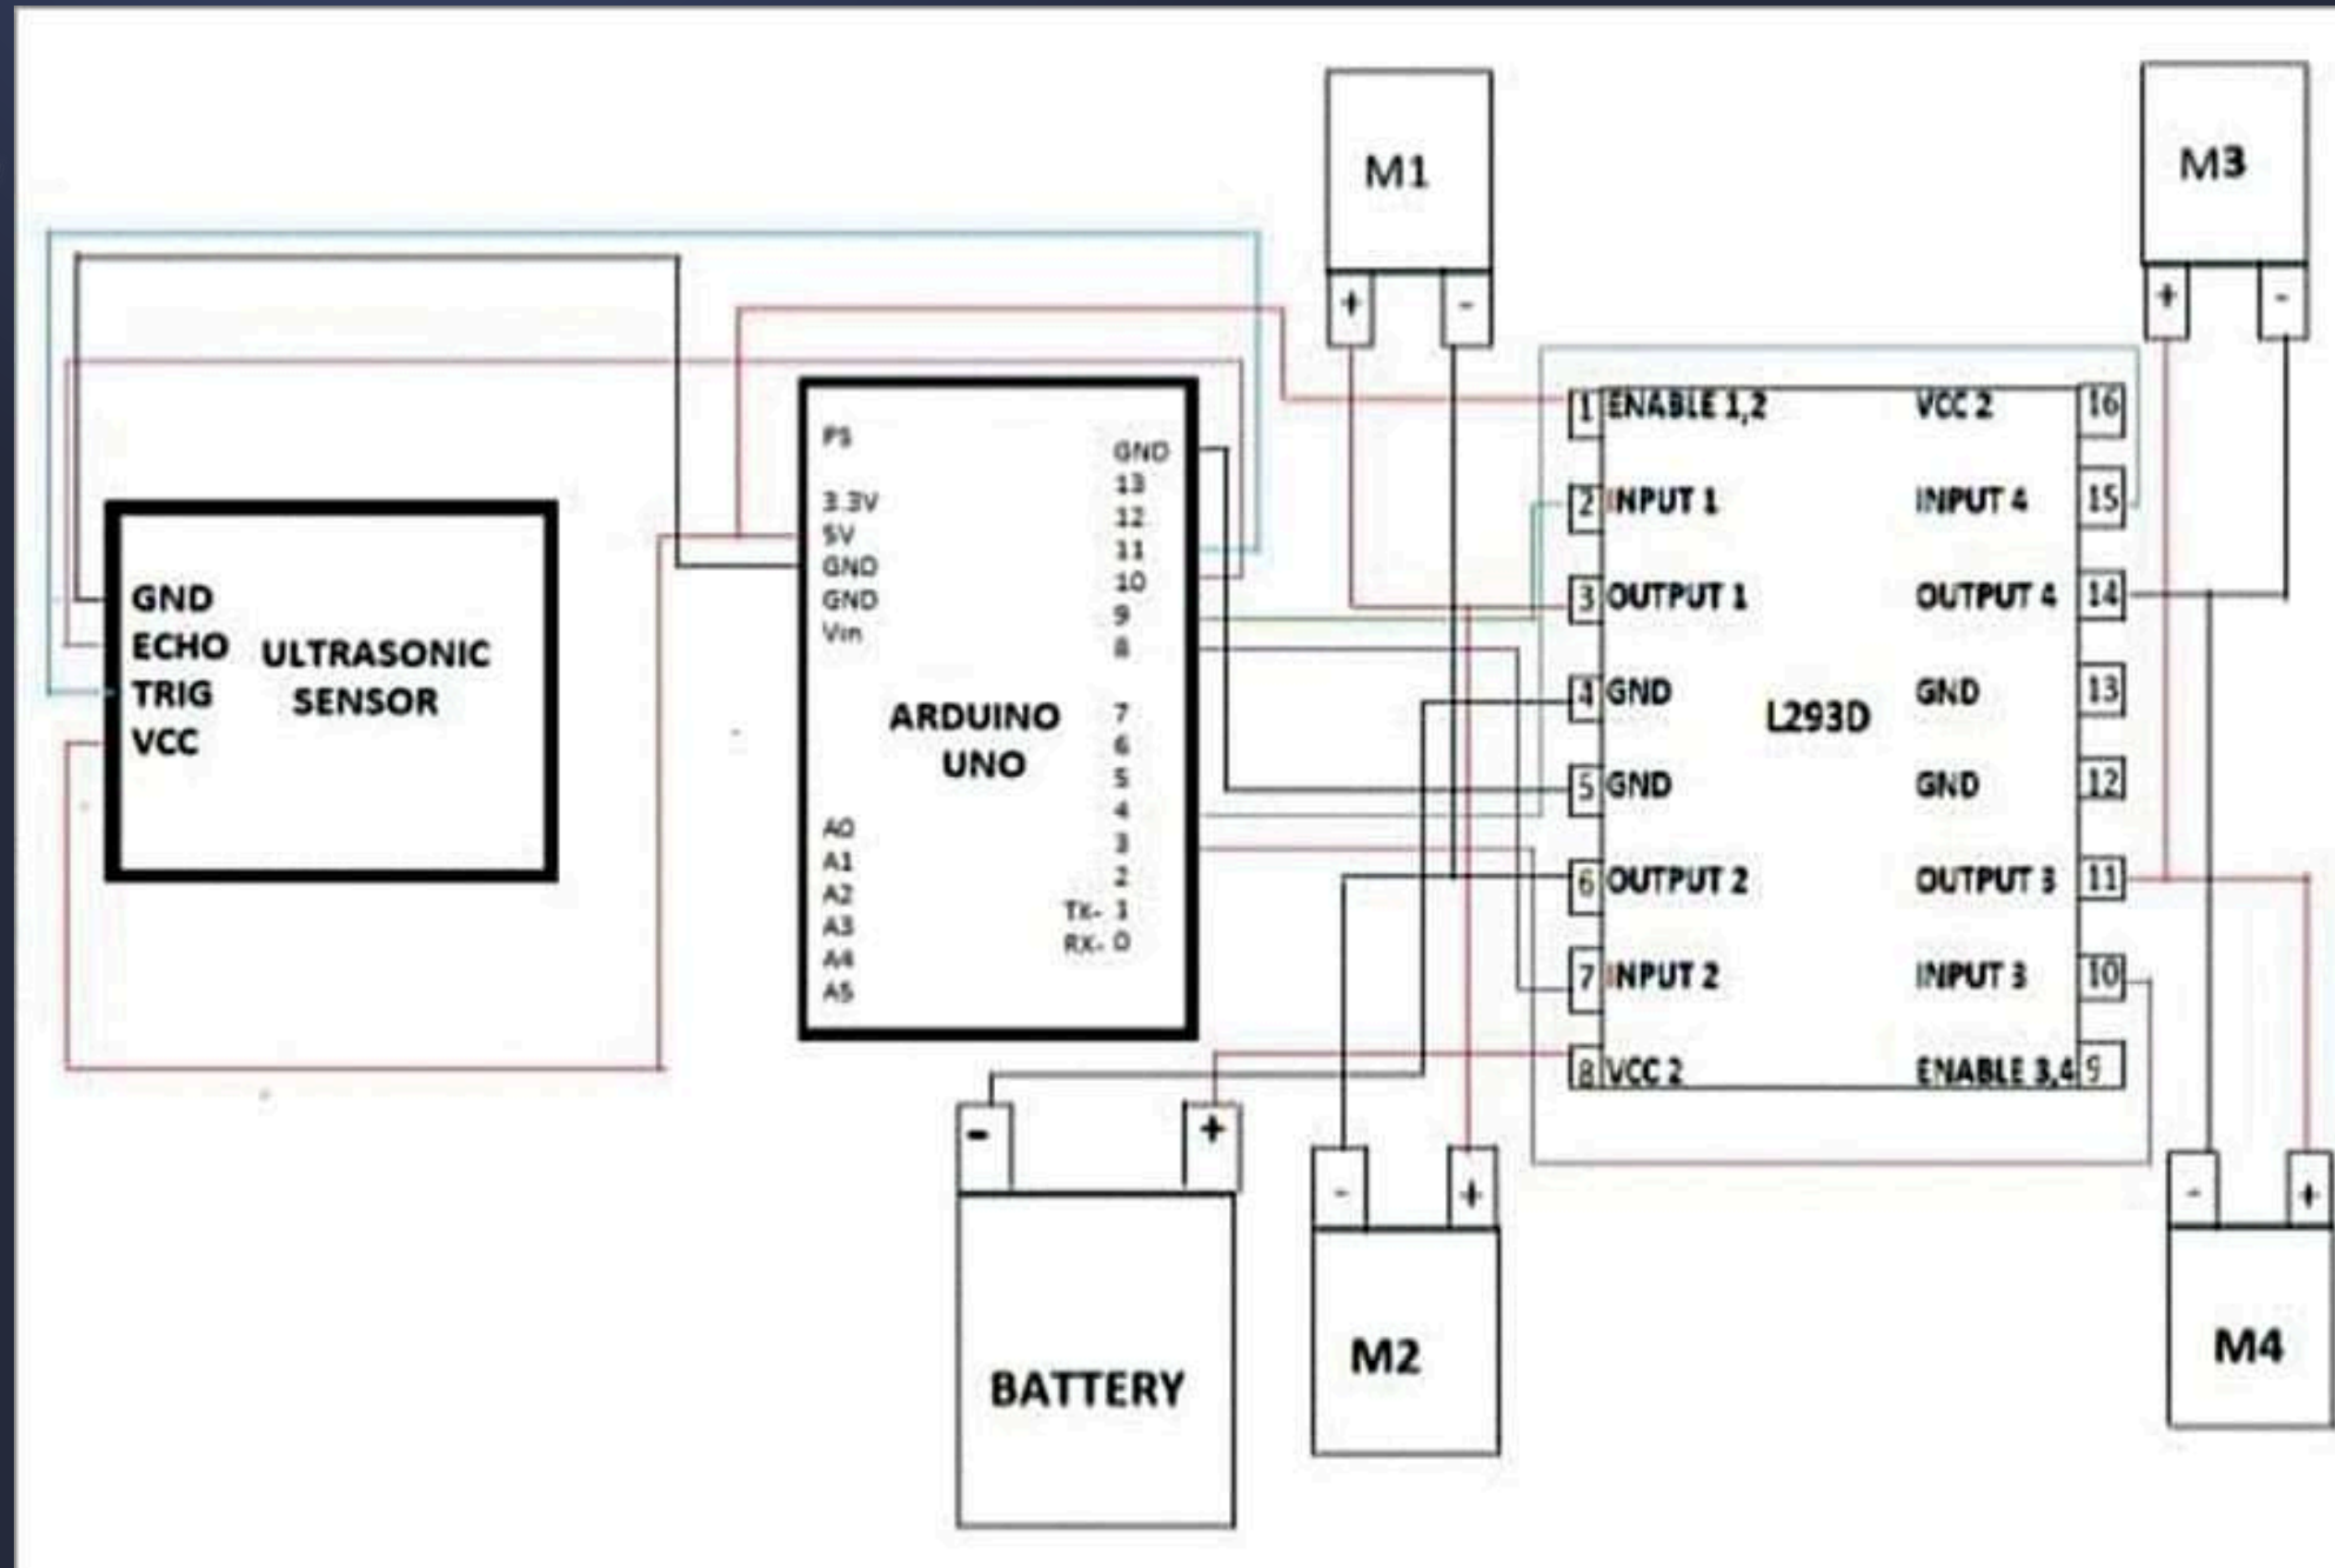 M1
+ -
M3
+ -
GND
ECHO
TRIG
VCC
ULTRASONIC
SENSOR
3.3V
5V
GND
GND
Vin
A0
A1
A2
A3
A4
A5
ARDUINO
UNO
GND
13
12
11
10
9
8
7
6
5
4
3
2
TX- 1
RX- 0
1 ENABLE 1,2
2 INPUT 1
3 OUTPUT 1
4 GND
5 GND
6 OUTPUT 2
7 INPUT 2
8 VCC 2
L293D
VCC 2 16
INPUT 4 15
OUTPUT 4 14
GND 13
GND 12
OUTPUT 3 11
INPUT 3 10
ENABLE 3,4 9
- +
BATTERY
- +
M2
- +
M4